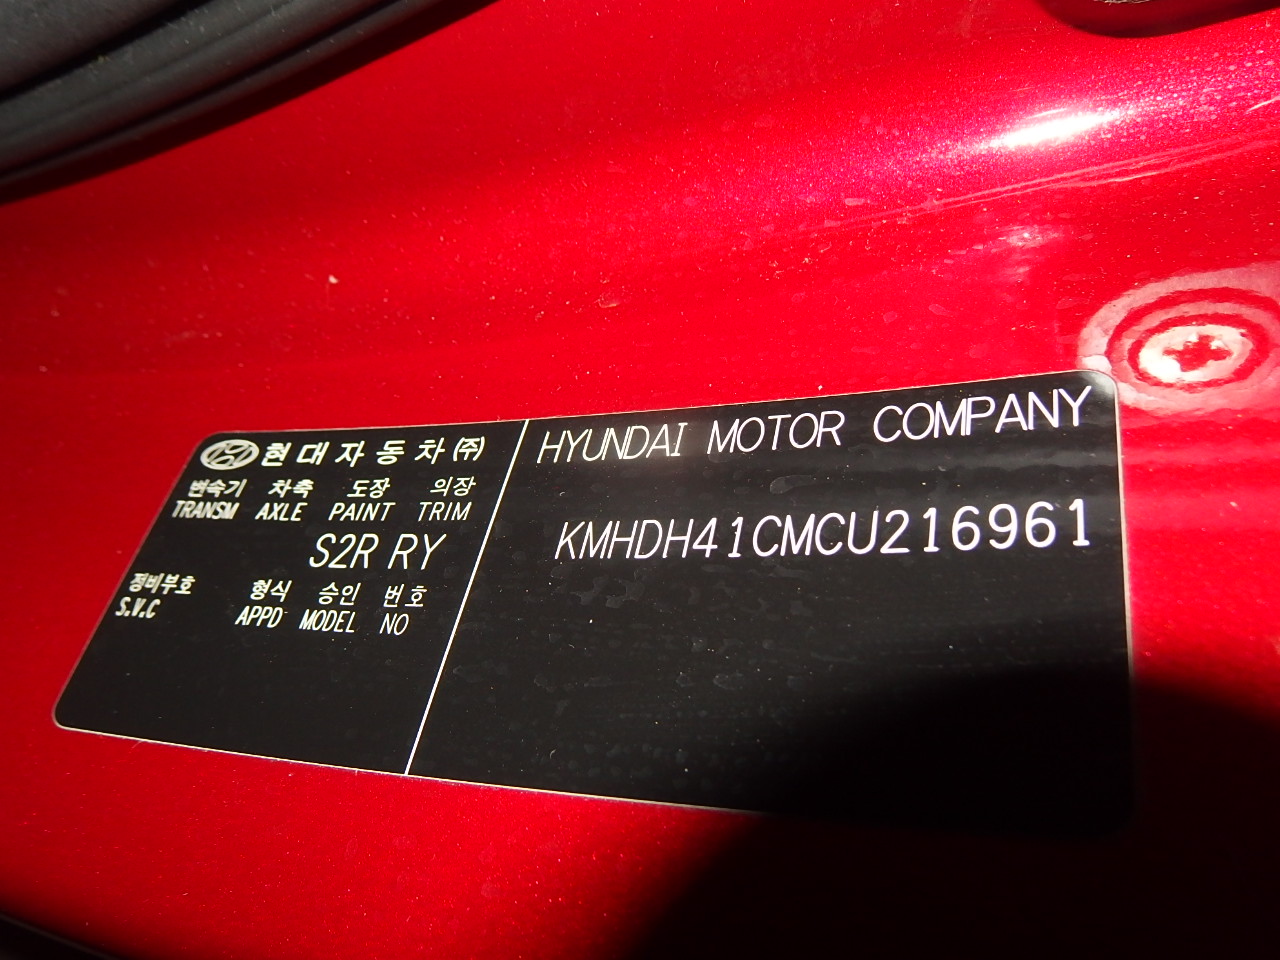 현대자동차㈜
변속기 차축 도장 의장
TRANSM AXLE PAINT TRIM
S2R RY
정비부호 형식 승인 번호
S.V.C APPD MODEL NO
HYUNDAI MOTOR COMPANY
KMHDH41CMCU216961